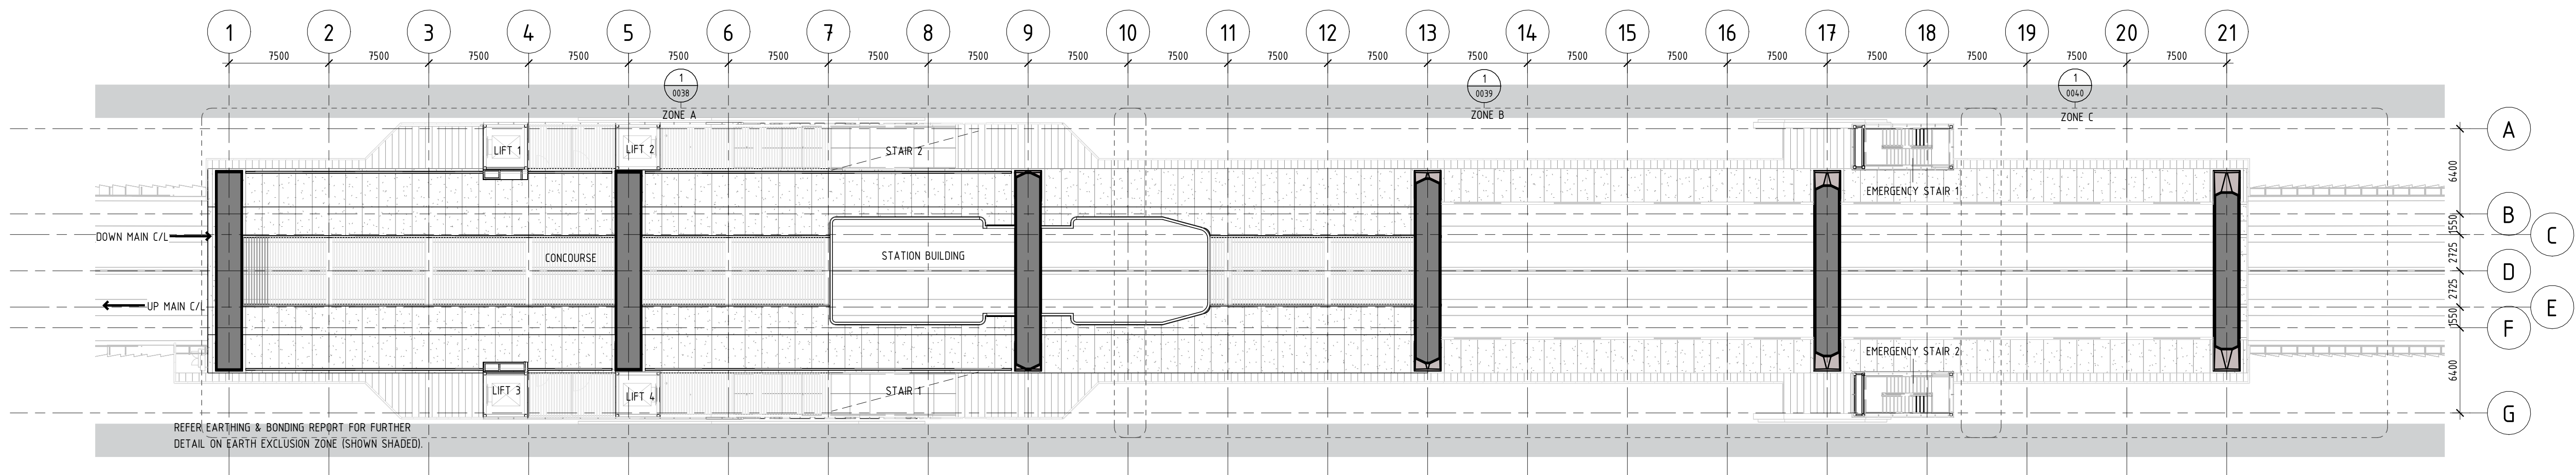 1 2 3 4 5 6 7 8 9 10 11 12 13 14 15 16 17 18 19 20 21
7500 7500 7500 7500 7500 7500 7500 7500 7500 7500 7500 7500 7500 7500 7500 7500 7500 7500 7500 7500
1 1 1
0038 0039 0040
ZONE A ZONE B ZONE C
A
LIFT 1 LIFT 2 STAIR 2
6400
EMERGENCY STAIR 1
B
1550
DOWN MAIN C/L
C
2725
CONCOURSE STATION BUILDING
D
2725
UP MAIN C/L
E
1550
F
EMERGENCY STAIR 2
6400
LIFT 3 LIFT 4 STAIR 1
G
REFER EARTHING & BONDING REPORT FOR FURTHER
DETAIL ON EARTH EXCLUSION ZONE (SHOWN SHADED).